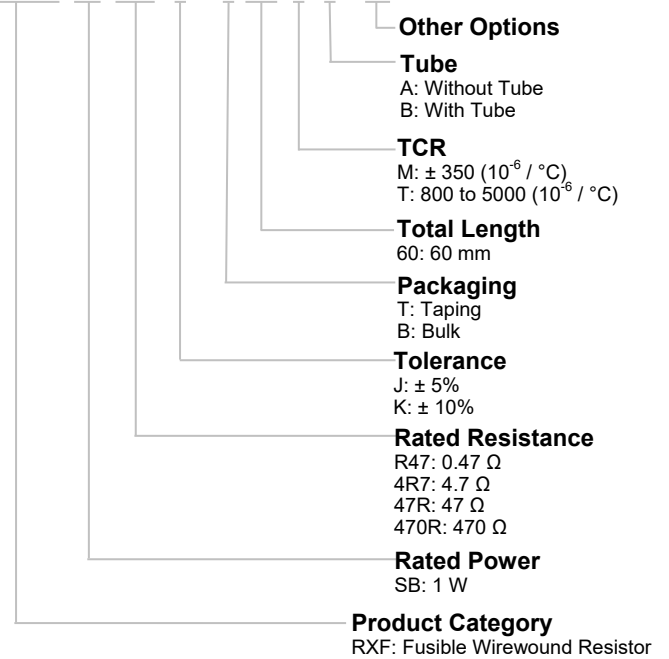 Other Options
Tube
A: Without Tube
B: With Tube
TCR
M: ± 350 (10⁻⁶ / °C)
T: 800 to 5000 (10⁻⁶ / °C)
Total Length
60: 60 mm
Packaging
T: Taping
B: Bulk
Tolerance
J: ± 5%
K: ± 10%
Rated Resistance
R47: 0.47 Ω
4R7: 4.7 Ω
47R: 47 Ω
470R: 470 Ω
Rated Power
SB: 1 W
Product Category
RXF: Fusible Wirewound Resistor